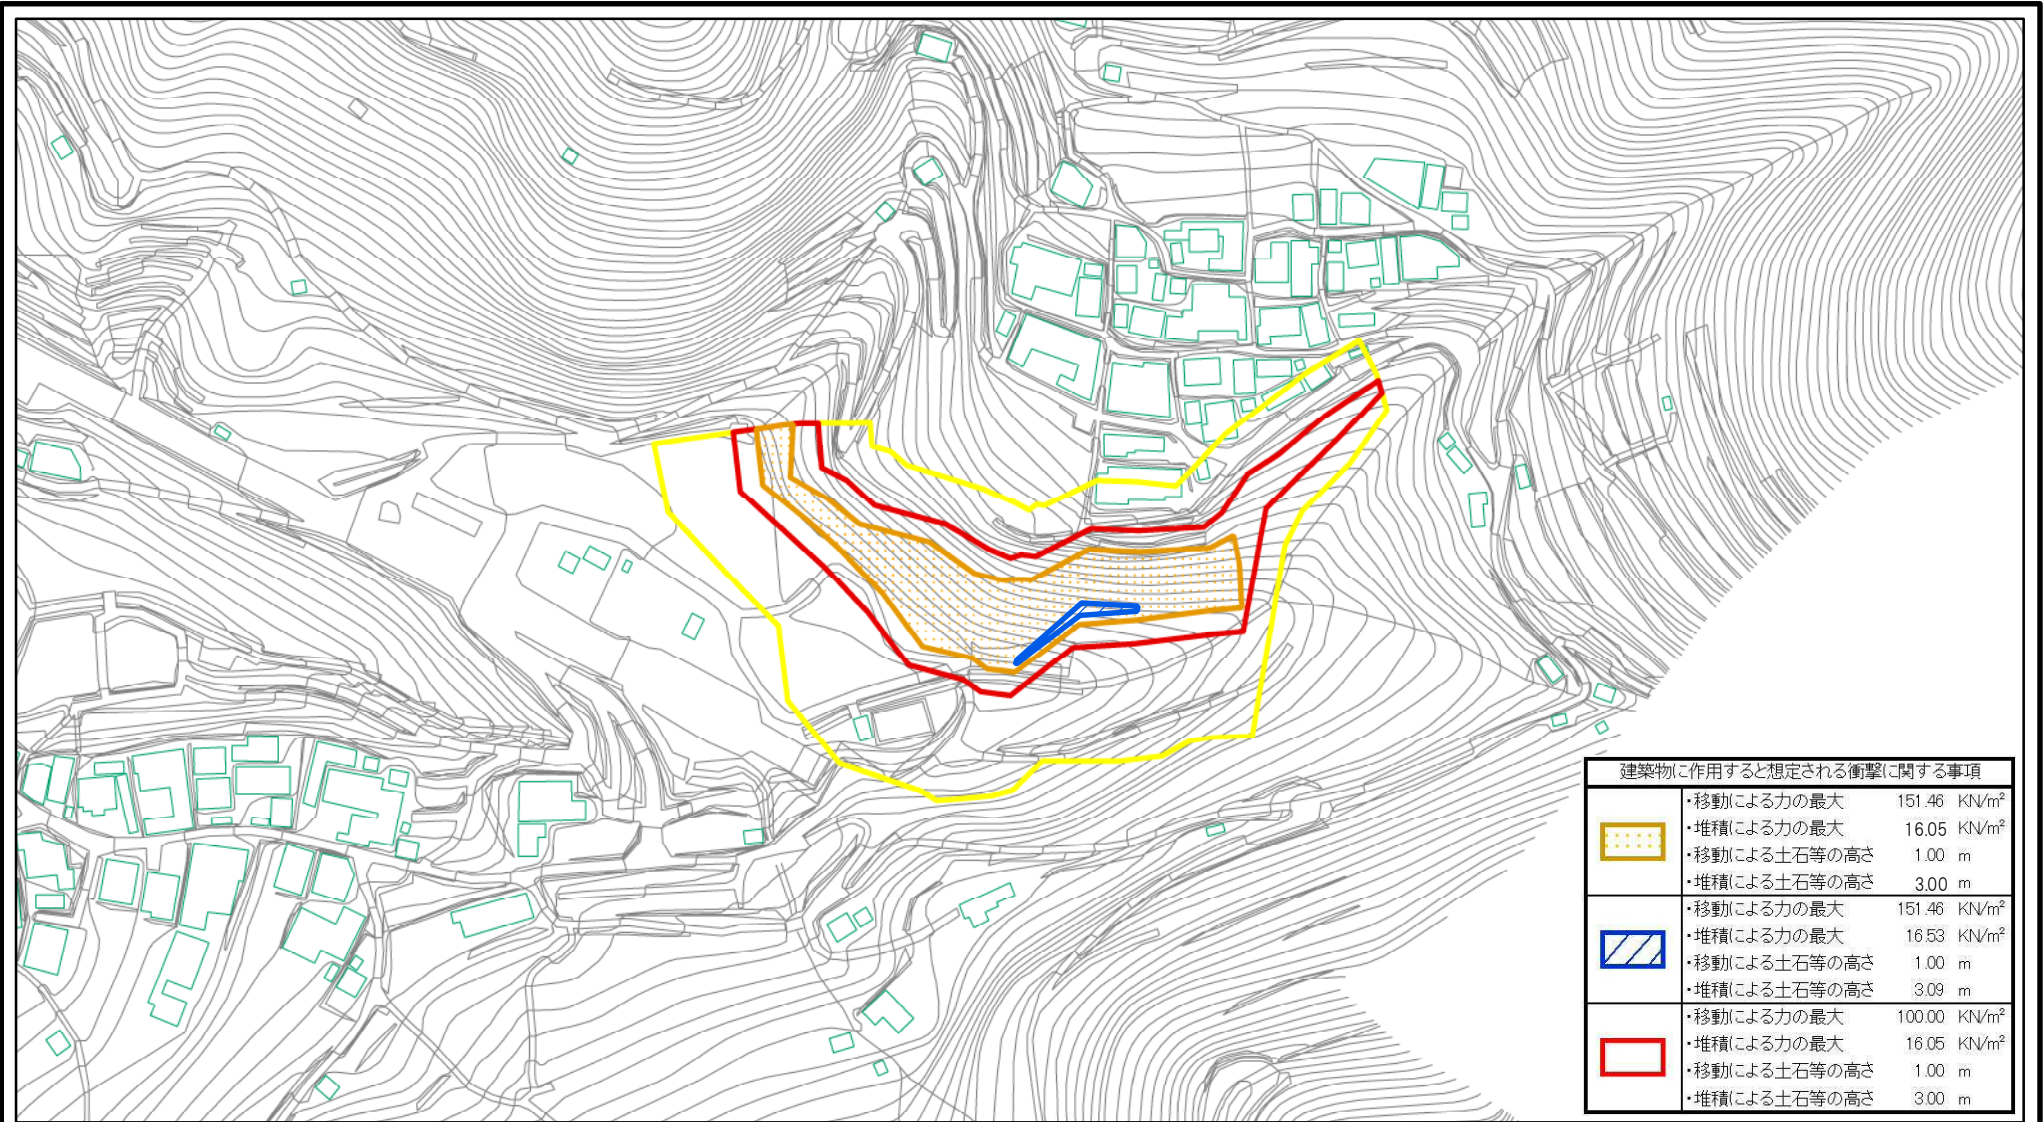 建築物に作用すると想定される衝撃に関する事項
・移動による力の最大 151.46 KN/m²
・堆積による力の最大 16.05 KN/m²
・移動による土石等の高さ 1.00 m
・堆積による土石等の高さ 3.00 m
・移動による力の最大 151.46 KN/m²
・堆積による力の最大 16.53 KN/m²
・移動による土石等の高さ 1.00 m
・堆積による土石等の高さ 3.09 m
・移動による力の最大 100.00 KN/m²
・堆積による力の最大 16.05 KN/m²
・移動による土石等の高さ 1.00 m
・堆積による土石等の高さ 3.00 m